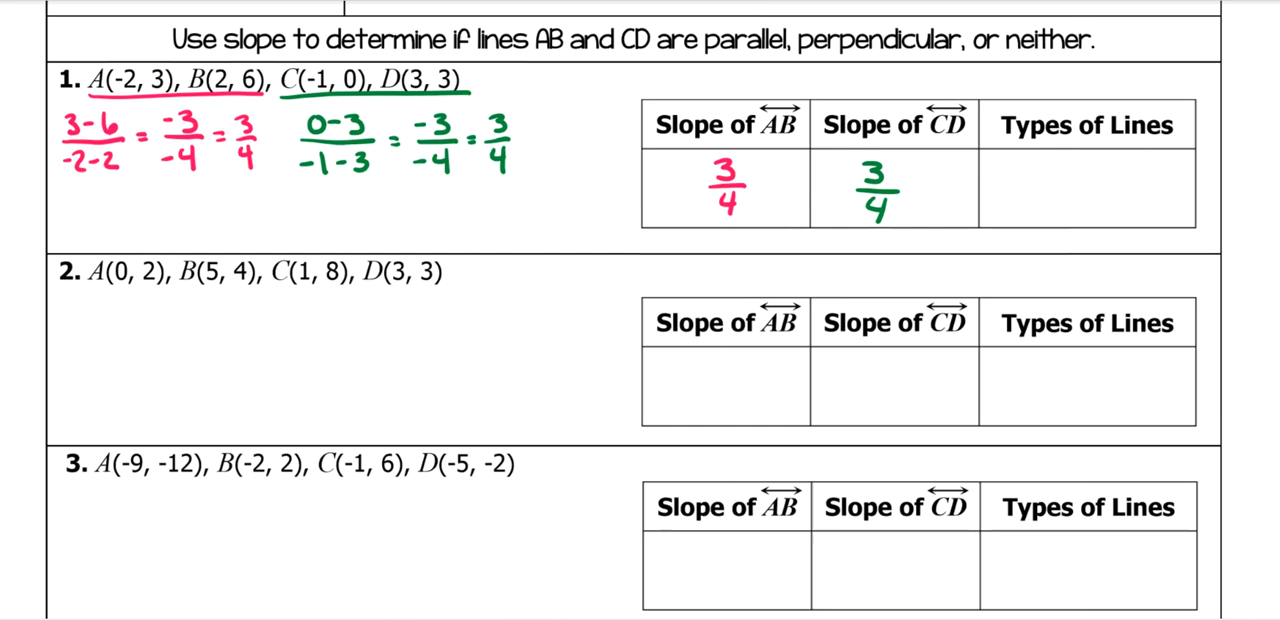 Use slope to determine if lines AB and CD are parallel, perpendicular, or neither.
1. A(-2, 3), B(2, 6), C(-1, 0), D(3, 3)
3-6/-2-2 = -3/-4 = 3/4 0-3/-1-3 = -3/-4 = 3/4
Slope of AB Slope of CD Types of Lines
3/4 3/4
2. A(0, 2), B(5, 4), C(1, 8), D(3, 3)
Slope of AB Slope of CD Types of Lines
3. A(-9, -12), B(-2, 2), C(-1, 6), D(-5, -2)
Slope of AB Slope of CD Types of Lines